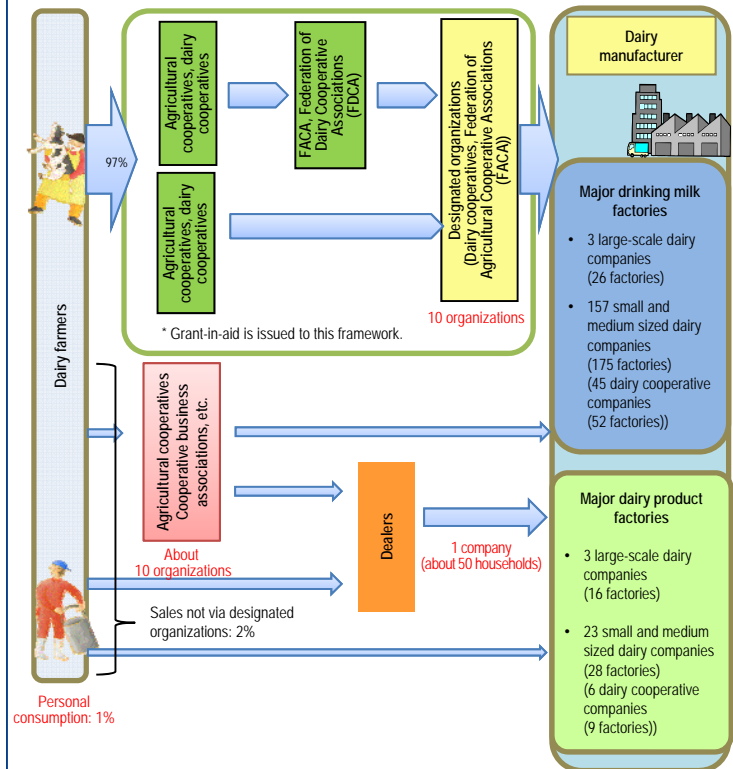 Dairy farmers
97%
Agricultural
cooperatives, dairy
cooperatives
FACA, Federation of
Dairy Cooperative
Associations
(FDCA)
Agricultural
cooperatives, dairy
cooperatives
Designated organizations
(Dairy cooperatives, Federation of
Agricultural Cooperative Associations
(FACA))
10 organizations
* Grant-in-aid is issued to this framework.
Dairy
manufacturer
Major drinking milk
factories
• 3 large-scale dairy
companies
(26 factories)
• 157 small and
medium sized dairy
companies
(175 factories)
(45 dairy cooperative
companies
(52 factories))
Agricultural cooperatives
Cooperative business
associations, etc.
About
10 organizations
Dealers
1 company
(about 50 households)
Sales not via designated
organizations: 2%
Personal
consumption: 1%
Major dairy product
factories
• 3 large-scale dairy
companies
(16 factories)
• 23 small and medium
sized dairy companies
(28 factories)
(6 dairy cooperative
companies
(9 factories))